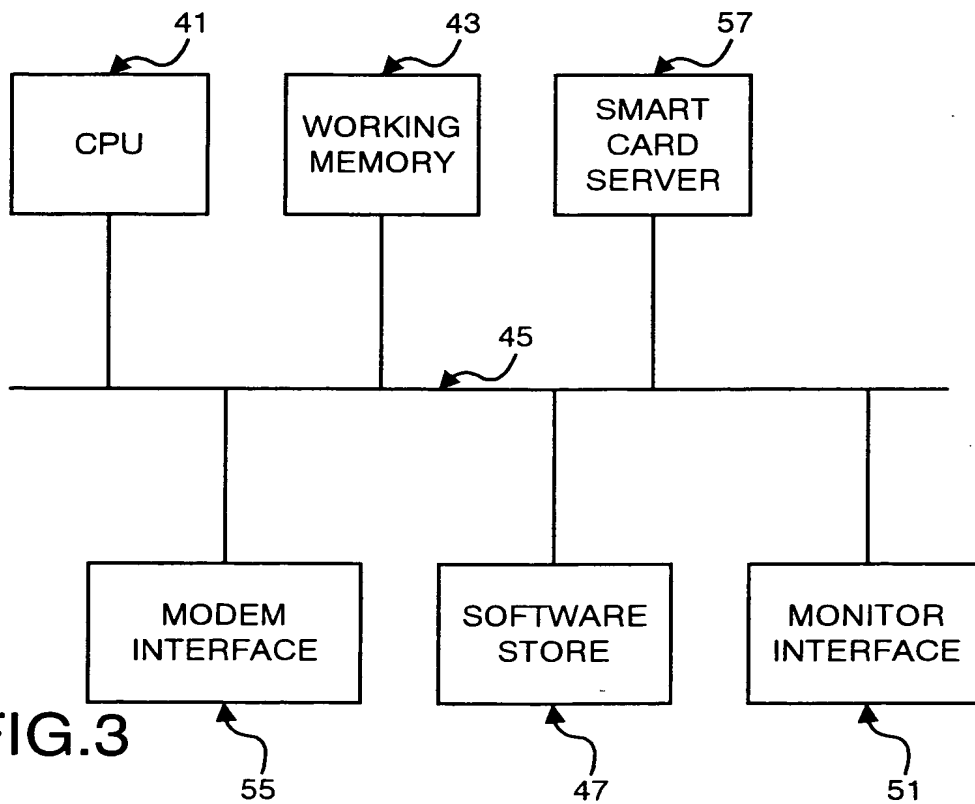 41
43
57
CPU
WORKING
MEMORY
SMART
CARD
SERVER
45
MODEM
INTERFACE
SOFTWARE
STORE
MONITOR
INTERFACE
FIG.3
55
47
51